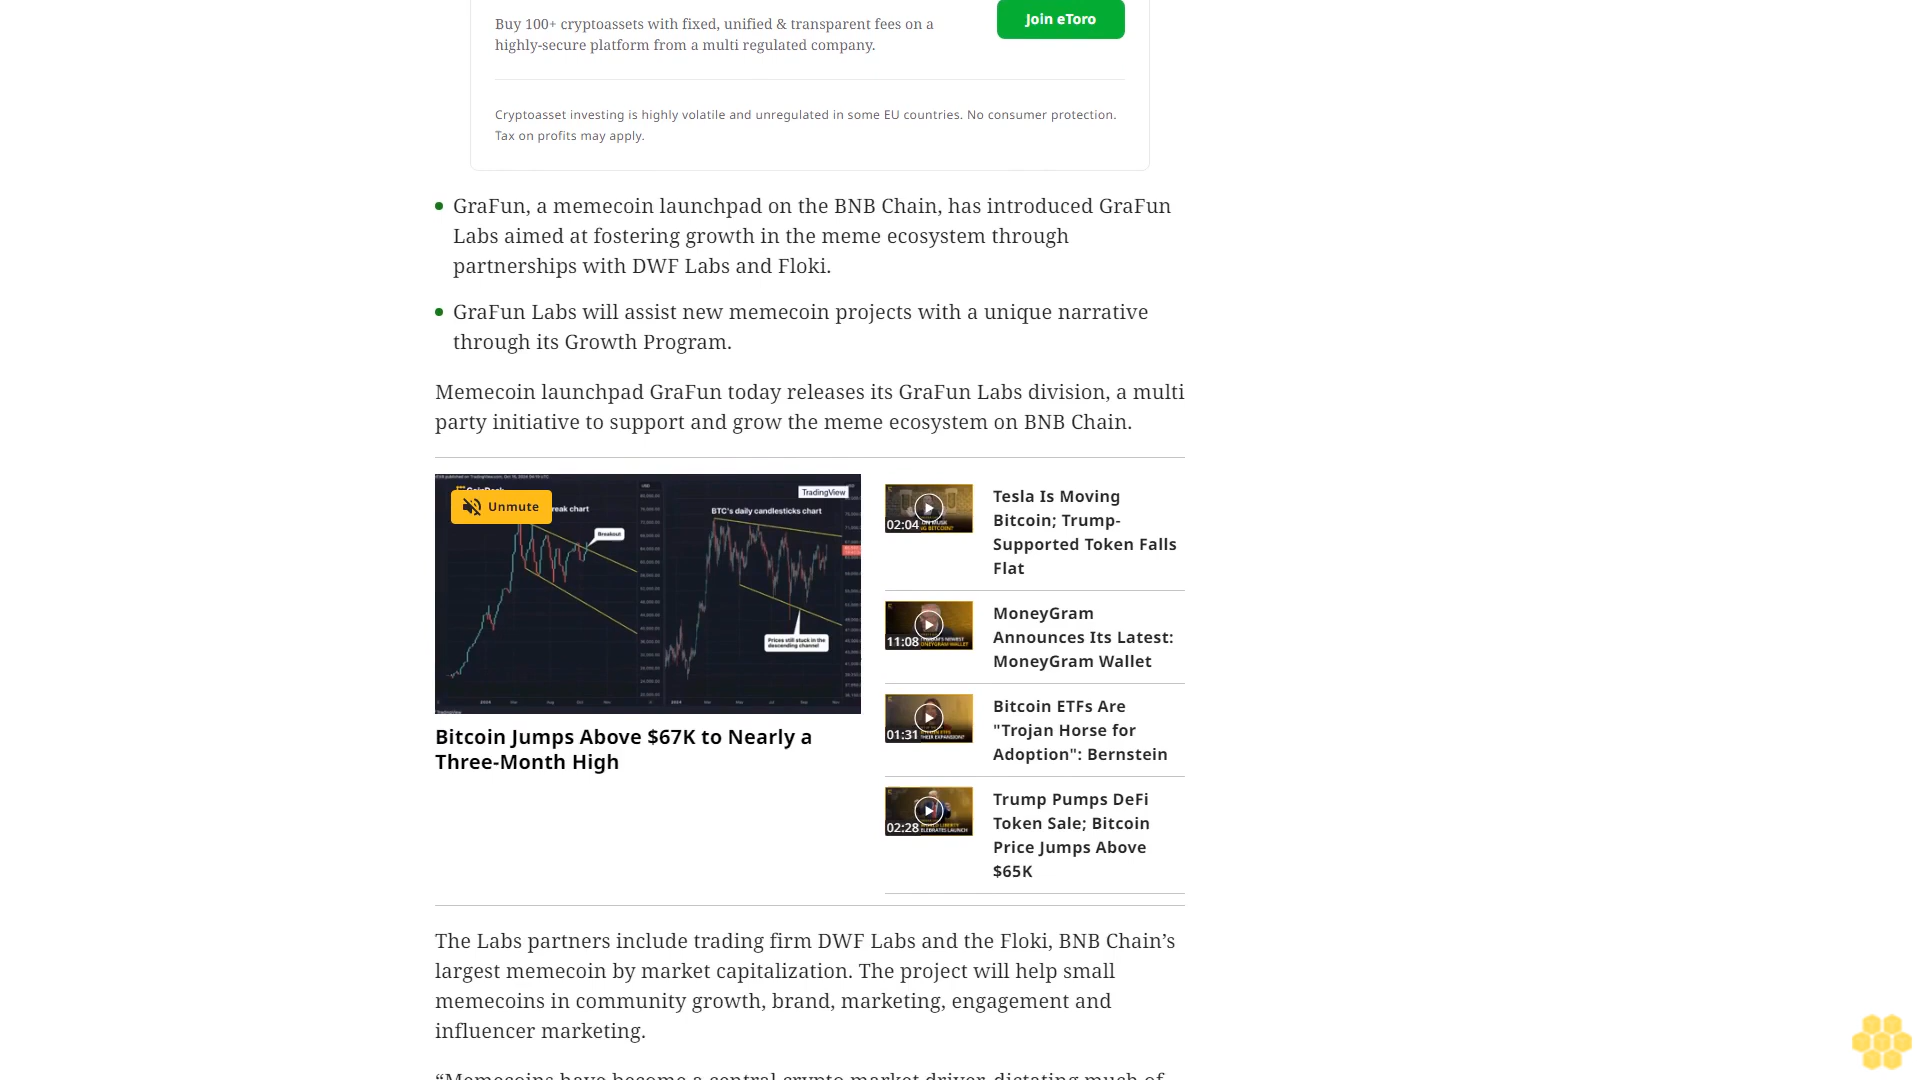 Buy 100+ cryptoassets with fixed, unified & transparent fees on a
highly-secure platform from a multi regulated company.
Join eToro
Cryptoasset investing is highly volatile and unregulated in some EU countries. No consumer protection.
Tax on profits may apply.
GraFun, a memecoin launchpad on the BNB Chain, has introduced GraFun
Labs aimed at fostering growth in the meme ecosystem through
partnerships with DWF Labs and Floki.
GraFun Labs will assist new memecoin projects with a unique narrative
through its Growth Program.
Memecoin launchpad GraFun today releases its GraFun Labs division, a multi
party initiative to support and grow the meme ecosystem on BNB Chain.
Unmute
TradingView
BTC's daily candlesticks chart
Breakout
Prices still stuck in the
descending channel
Bitcoin Jumps Above $67K to Nearly a
Three-Month High
02:04
Tesla Is Moving
Bitcoin; Trump-
Supported Token Falls
Flat
11:08
MoneyGram
Announces Its Latest:
MoneyGram Wallet
01:31
Bitcoin ETFs Are
"Trojan Horse for
Adoption": Bernstein
02:28
Trump Pumps DeFi
Token Sale; Bitcoin
Price Jumps Above
$65K
The Labs partners include trading firm DWF Labs and the Floki, BNB Chain’s
largest memecoin by market capitalization. The project will help small
memecoins in community growth, brand, marketing, engagement and
influencer marketing.
“Memecoins have become a central crypto market driver, dictating much of